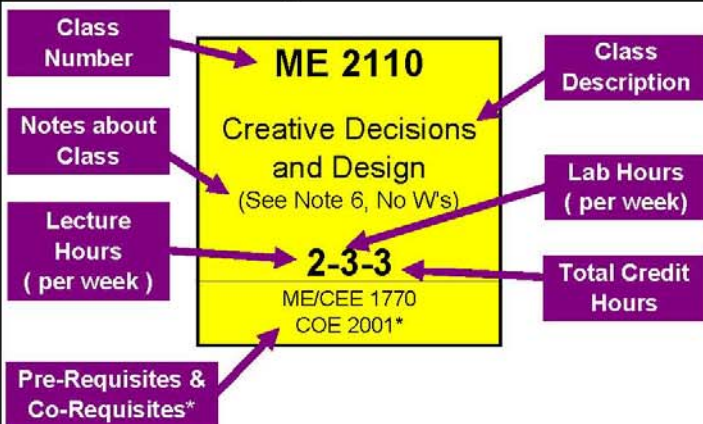 Class
Number
ME 2110
Class
Description
Notes about
Class
Creative Decisions
and Design
(See Note 6, No W's)
Lab Hours
( per week)
Lecture
Hours
( per week )
2-3-3
Total Credit
Hours
ME/CEE 1770
COE 2001*
Pre-Requisites &
Co-Requisites*